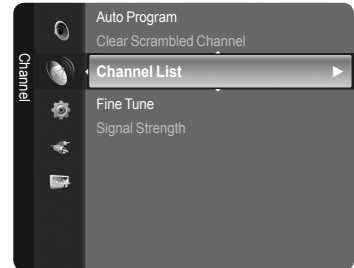 Channel
Auto Program
Clear Scrambled Channel
Channel List
Fine Tune
Signal Strength